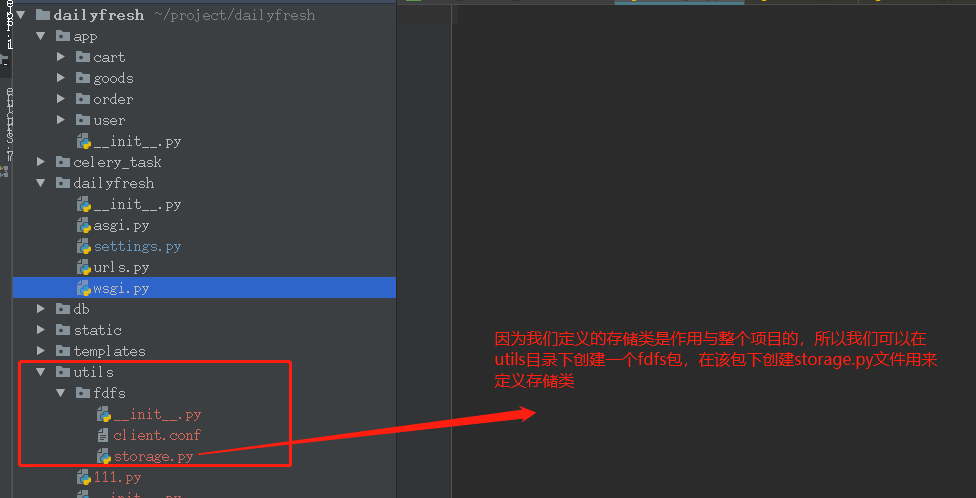 dailyfresh ~/project/dailyfresh
app
cart
goods
order
user
__init__.py
celery_task
dailyfresh
__init__.py
asgi.py
settings.py
urls.py
wsgi.py
db
static
templates
utils
fdfs
__init__.py
client.conf
storage.py
111.py
__init__.py
因为我们定义的存储类是作用与整个项目的，所以我们可以在
utils目录下创建一个fdfs包，在该包下创建storage.py文件用来
定义存储类